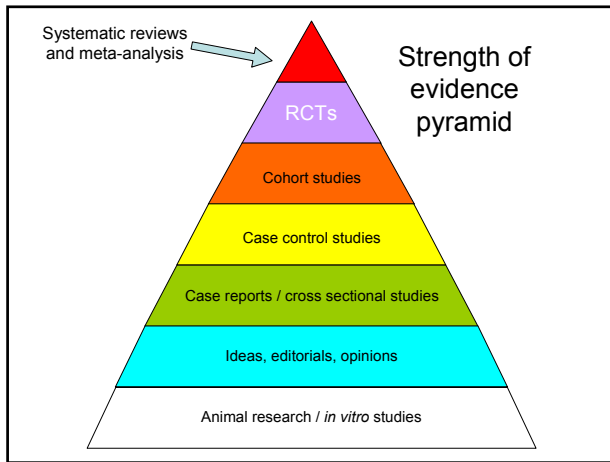 Systematic reviews
and meta-analysis
Strength of
evidence
pyramid
RCTs
Cohort studies
Case control studies
Case reports / cross sectional studies
Ideas, editorials, opinions
Animal research / in vitro studies